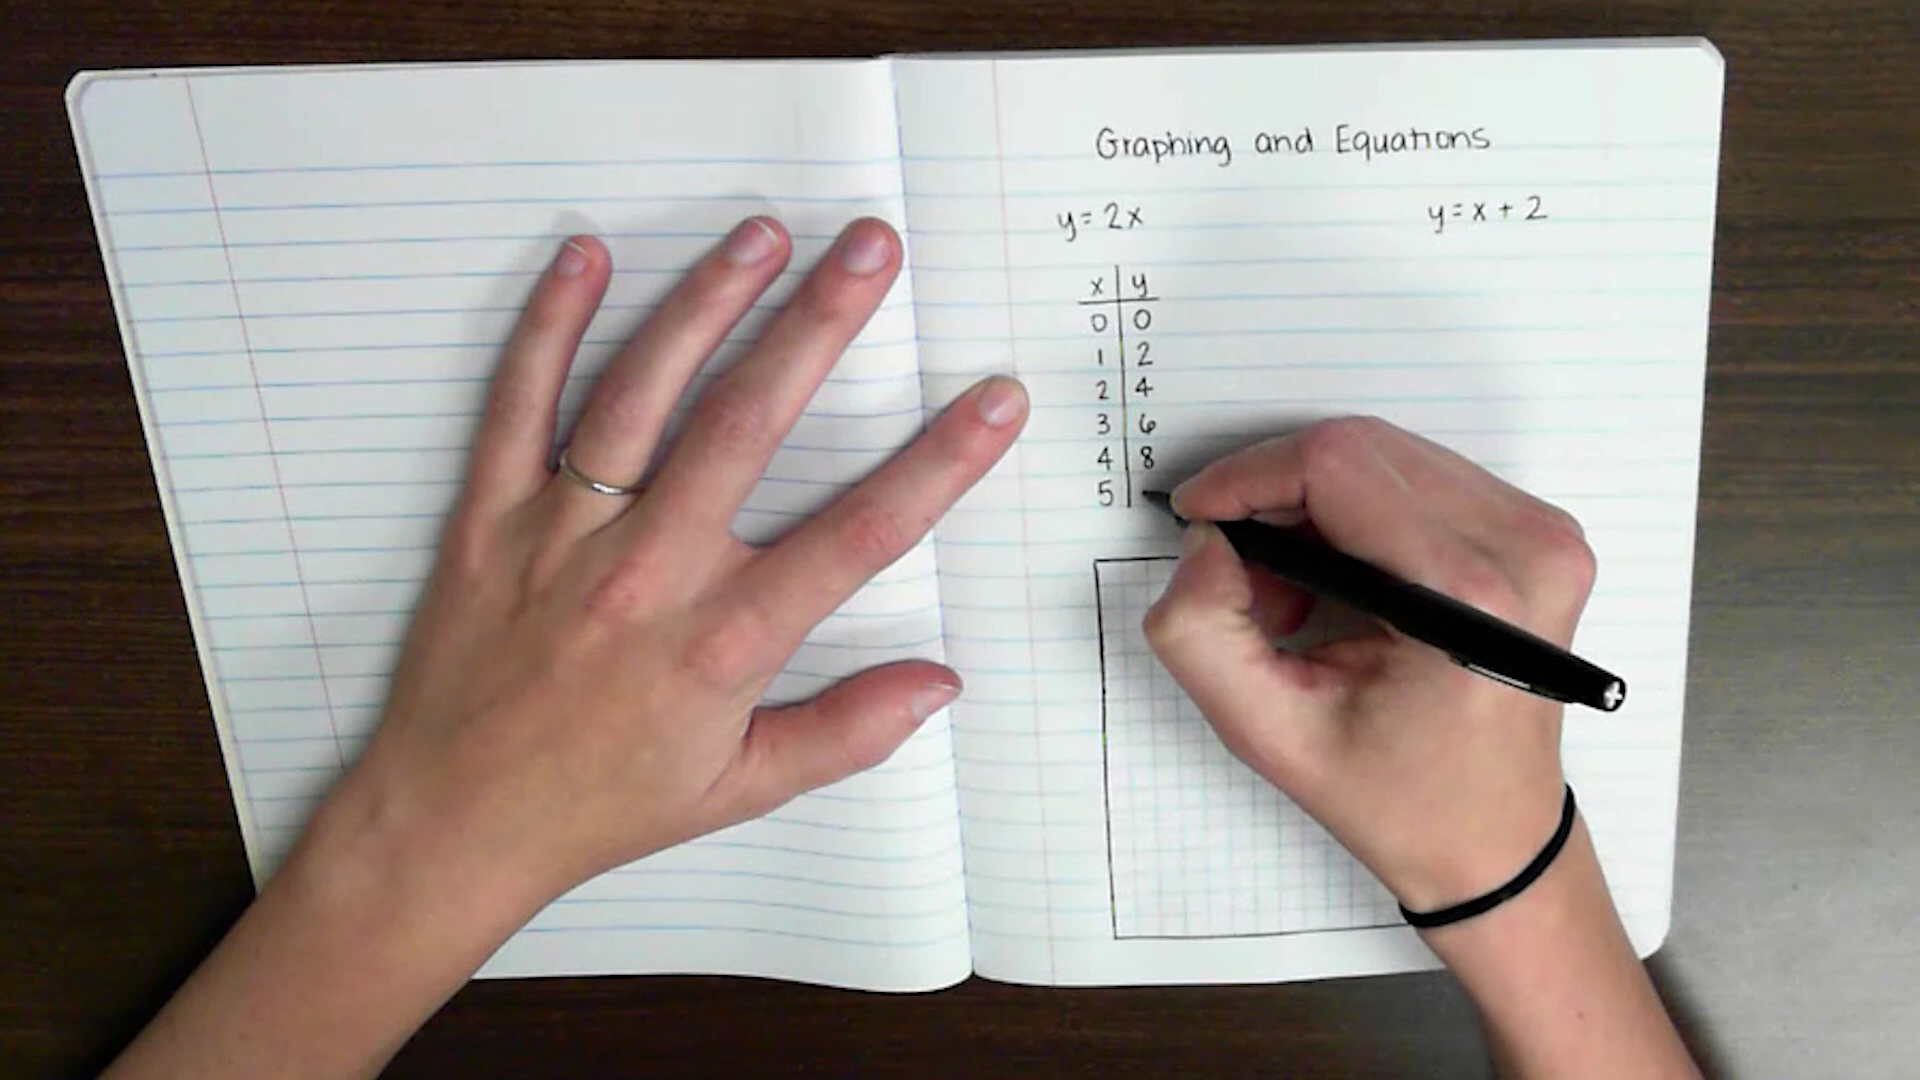 Graphing and Equations
y = 2x
y = x + 2
x y
0 0
1 2
2 4
3 6
4 8
5